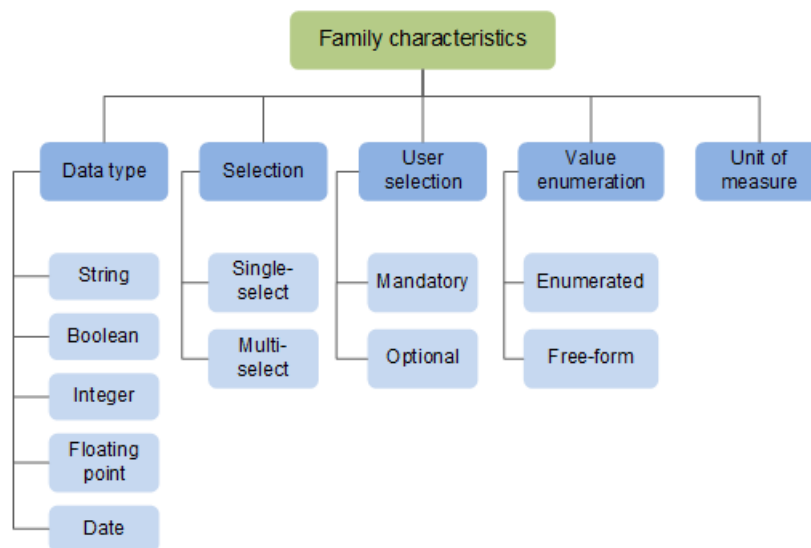 Family characteristics
Data type
Selection
User
selection
Value
enumeration
Unit of
measure
String
Boolean
Integer
Floating
point
Date
Single-
select
Multi-
select
Mandatory
Optional
Enumerated
Free-form